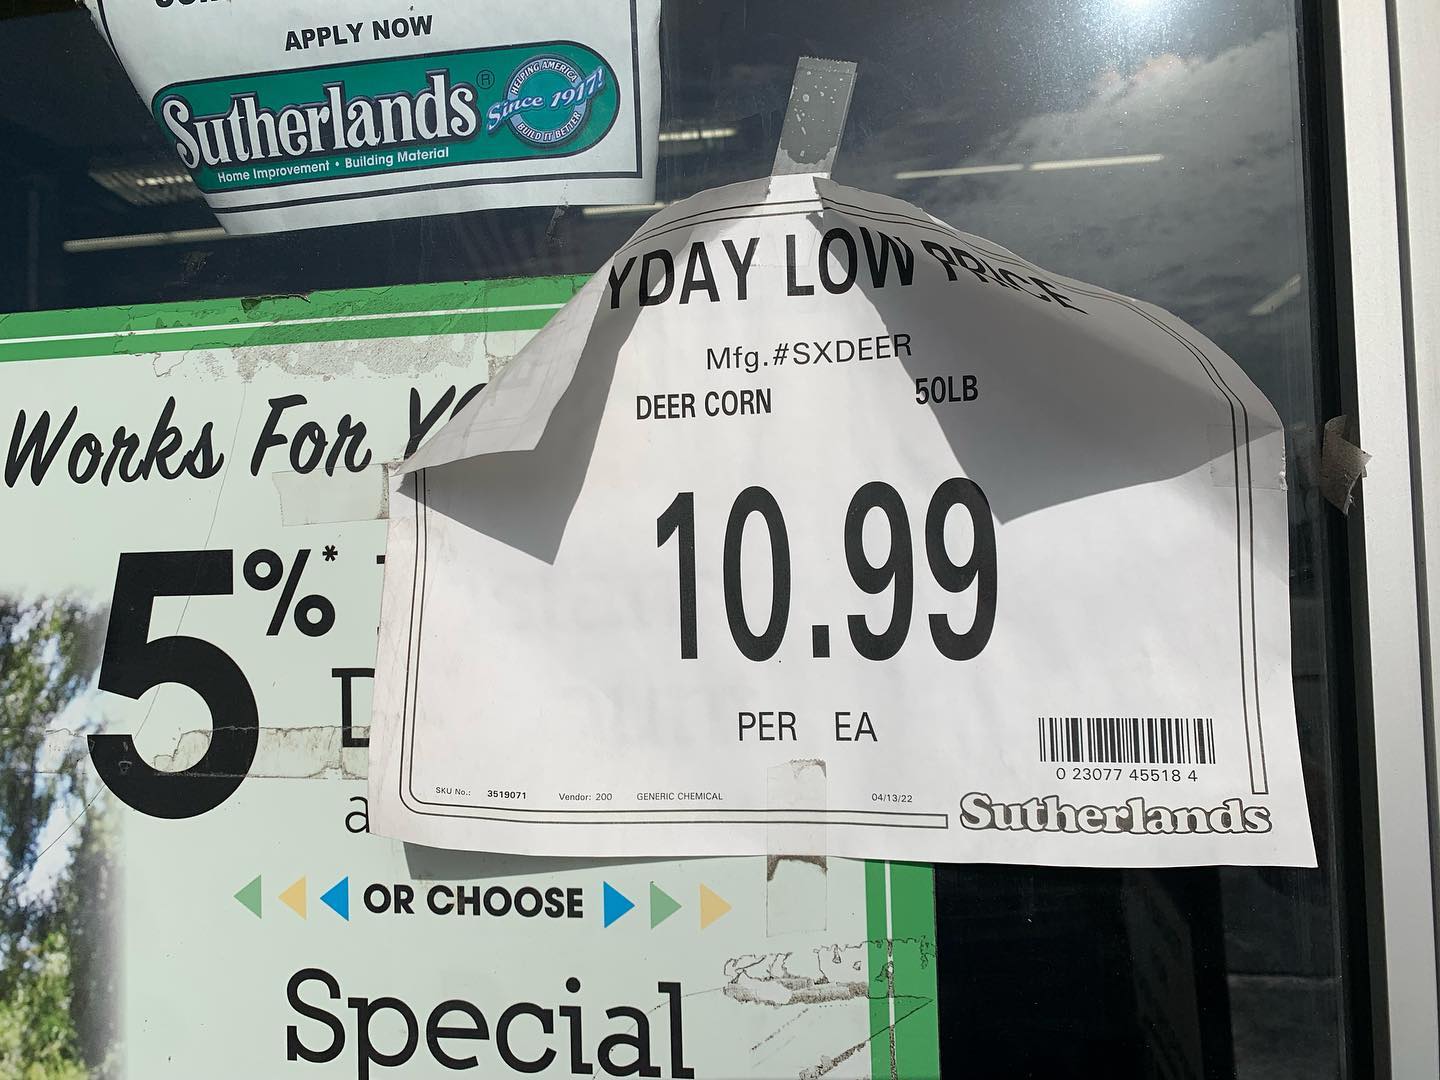 APPLY NOW
Sutherlands®
HELPING AMERICA
Since 1917!
BUILD IT BETTER
Home Improvement • Building Material
YDAY LOW PRICE
Mfg.#SXDEER
DEER CORN 50LB
10.99
PER EA
0 23077 45518 4
SKU No.: 3519071 Vendor: 200 GENERIC CHEMICAL 04/13/22
Sutherlands
Works For
5%*
OR CHOOSE
Special